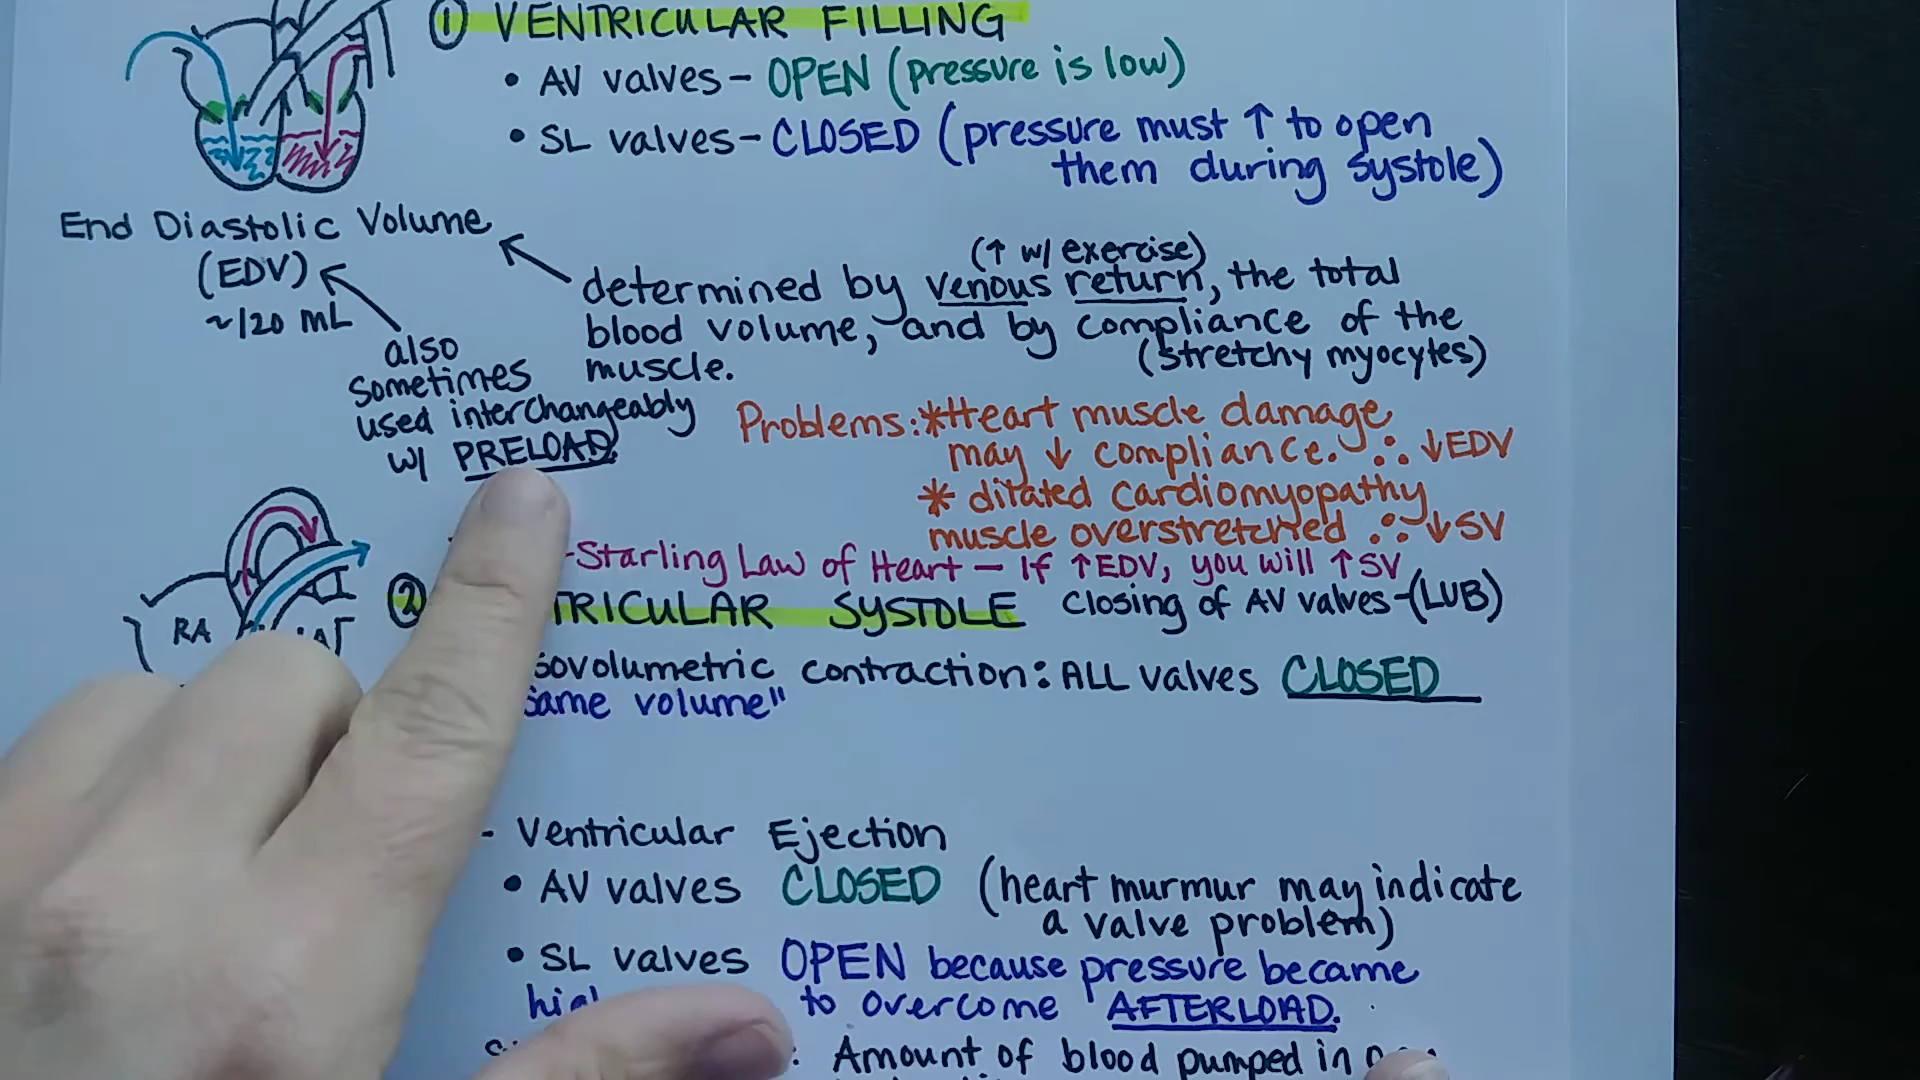 ① VENTRICULAR FILLING
• AV valves – OPEN (pressure is low)
• SL valves – CLOSED (pressure must ↑ to open
them during systole)
End Diastolic Volume
(EDV)
~120 mL
(↑ w/ exercise)
determined by venous return, the total
blood volume, and by compliance of the
muscle. (stretchy myocytes)
also
sometimes
used interchangeably
w/ PRELOAD.
Problems: *Heart muscle damage
may ↓ compliance. ∴ ↓EDV
* dilated cardiomyopathy
muscle overstretched ∴ ↓SV
-Starling Law of Heart – If ↑EDV, you will ↑SV
② TRICULAR SYSTOLE closing of AV valves – (LUB)
RA
sovolumetric contraction: ALL valves CLOSED
same volume"
- Ventricular Ejection
• AV valves CLOSED (heart murmur may indicate
a valve problem)
• SL valves OPEN because pressure became
to overcome AFTERLOAD.
: Amount of blood pumped in